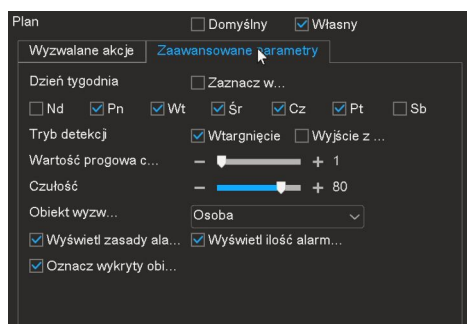 Plan Domyślny Własny
Wyzwalane akcje Zaawansowane parametry
Dzień tygodnia Zaznacz w...
Nd Pn Wt Śr Cz Pt Sb
Tryb detekcji Wtargnięcie Wyjście z ...
Wartość progowa c... 1
Czułość 80
Obiekt wyzw... Osoba
Wyświetl zasady ala... Wyświetl ilość alarm...
Oznacz wykryty obi...